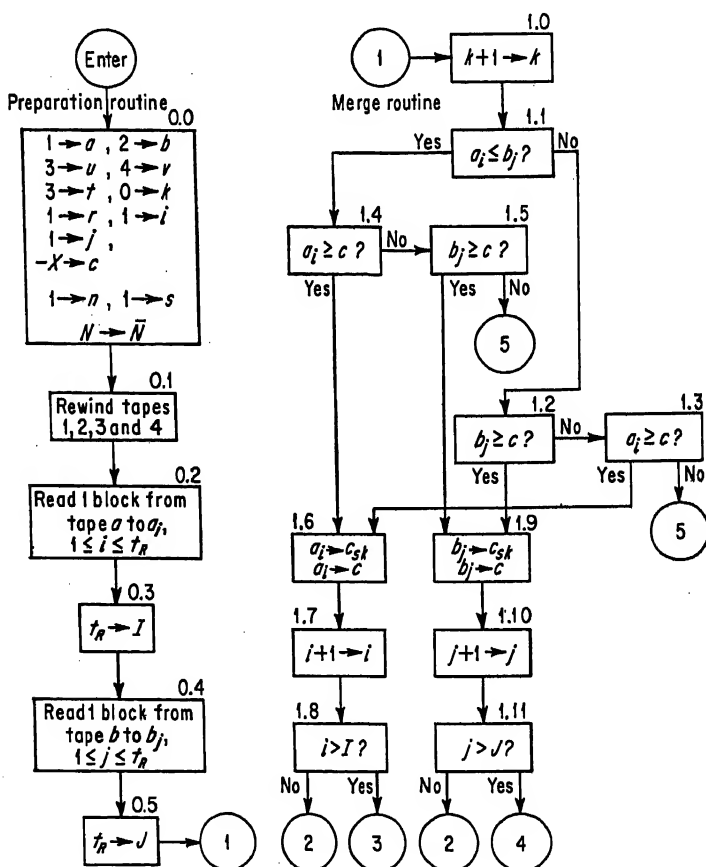 Enter
Preparation routine
0.0
1→a , 2→b
3→u , 4→v
3→t , 0→k
1→r , 1→i
1→j ,
-X→c
1→n , 1→s
N→N̄
0.1
Rewind tapes
1,2,3 and 4
0.2
Read 1 block from
tape a to a_i,
1≤i≤t_R
0.3
t_R→I
0.4
Read 1 block from
tape b to b_j,
1≤j≤t_R
0.5
t_R→J
1
1
Merge routine
1.0
k+1→k
1.1
Yes
No
a_i≤b_j?
1.4
a_i≥c?
No
Yes
1.5
b_j≥c?
Yes
No
5
1.2
b_j≥c?
No
Yes
1.3
a_i≥c?
Yes
No
5
1.6
a_i→c_sk
a_i→c
1.9
b_j→c_sk
b_j→c
1.7
i+1→i
1.10
j+1→j
1.8
i>I?
No
Yes
1.11
j>J?
No
Yes
2
3
2
4